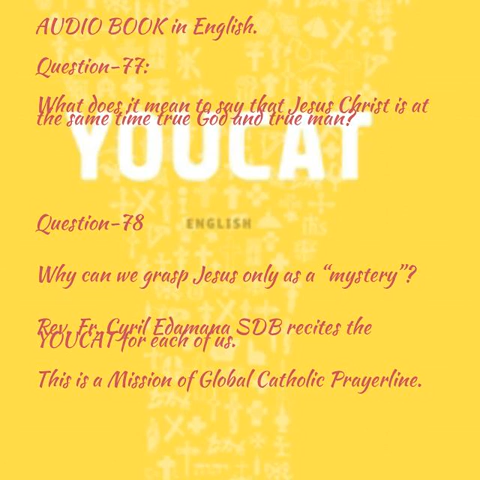 AUDIO BOOK in English.
Question-77:
What does it mean to say that Jesus Christ is at
the same time true God and true man?
YOUCAT
Question-78
ENGLISH
Why can we grasp Jesus only as a “mystery”?
Rev. Fr. Cyril Edamana SDB recites the
YOUCAT for each of us.
This is a Mission of Global Catholic Prayerline.